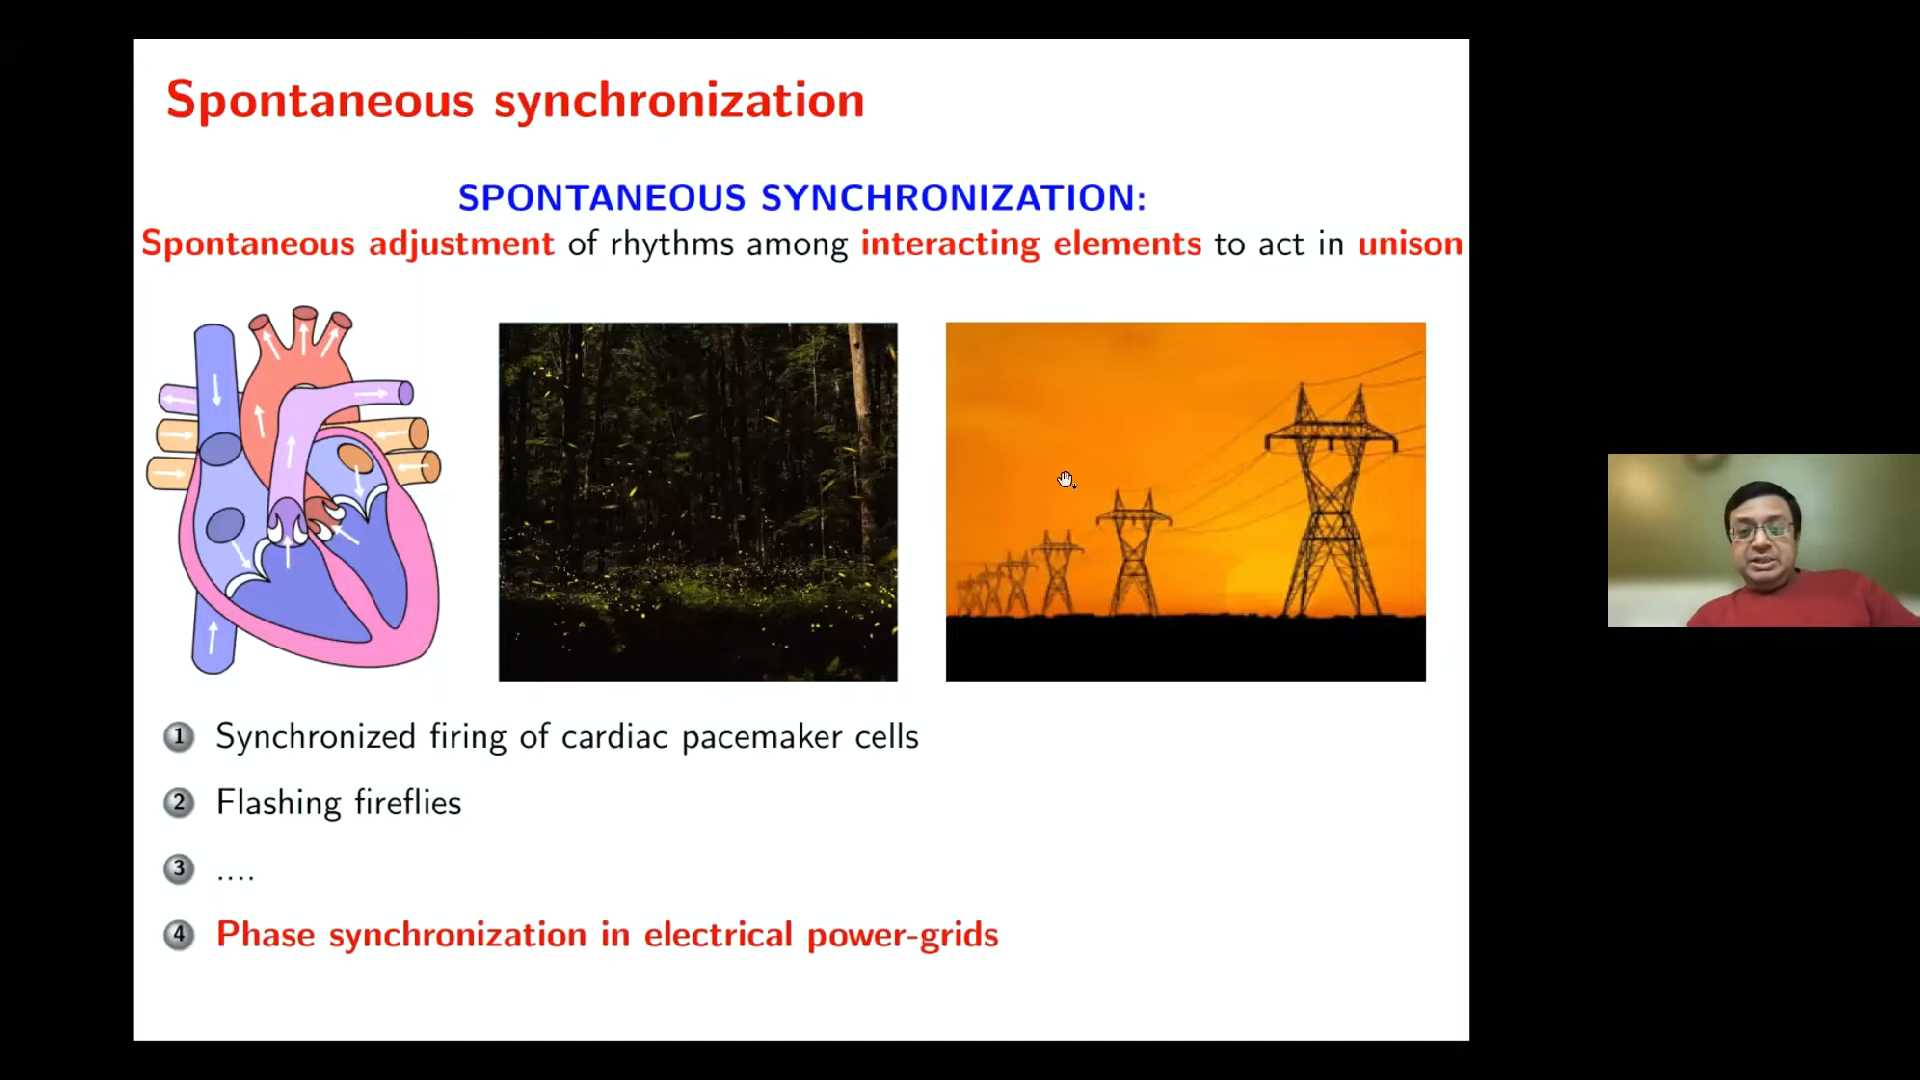 Spontaneous synchronization
SPONTANEOUS SYNCHRONIZATION:
Spontaneous adjustment of rhythms among interacting elements to act in unison
1 Synchronized firing of cardiac pacemaker cells
2 Flashing fireflies
3 ....
4 Phase synchronization in electrical power-grids